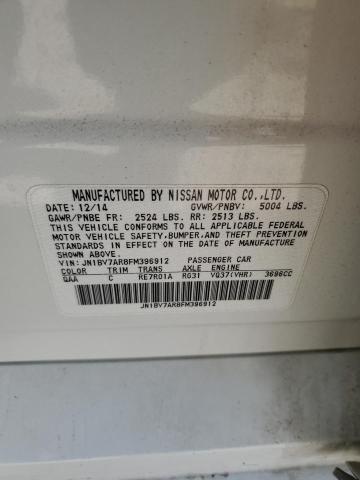 MANUFACTURED BY NISSAN MOTOR CO.,LTD.
DATE: 12/14 GVWR/PNBV: 5004 LBS.
GAWR/PNBE FR: 2524 LBS. RR: 2513 LBS.
THIS VEHICLE CONFORMS TO ALL APPLICABLE FEDERAL
MOTOR VEHICLE SAFETY, BUMPER, AND THEFT PREVENTION
STANDARDS IN EFFECT ON THE DATE OF MANUFACTURE
SHOWN ABOVE.
VIN: JN1BV7AR8FM396912 PASSENGER CAR
COLOR TRIM TRANS AXLE ENGINE
QAA C RE7R01A RG31 VQ37(VHR) 3696CC
JN1BV7AR8FM396912